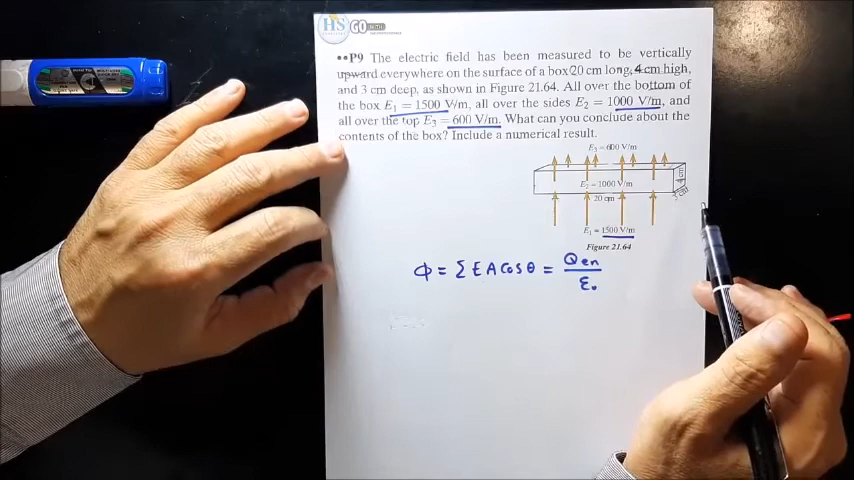 HS
GO
••P9 The electric field has been measured to be vertically
upward everywhere on the surface of a box 20 cm long, 4 cm high,
and 3 cm deep, as shown in Figure 21.64. All over the bottom of
the box E₁ = 1500 V/m, all over the sides E₂ = 1000 V/m, and
all over the top E₃ = 600 V/m. What can you conclude about the
contents of the box? Include a numerical result.
E₃ = 600 V/m
E₂ = 1000 V/m
4 cm
3 cm
20 cm
E₁ = 1500 V/m
Figure 21.64
Φ = Σ E A cos θ = Qen / ε₀